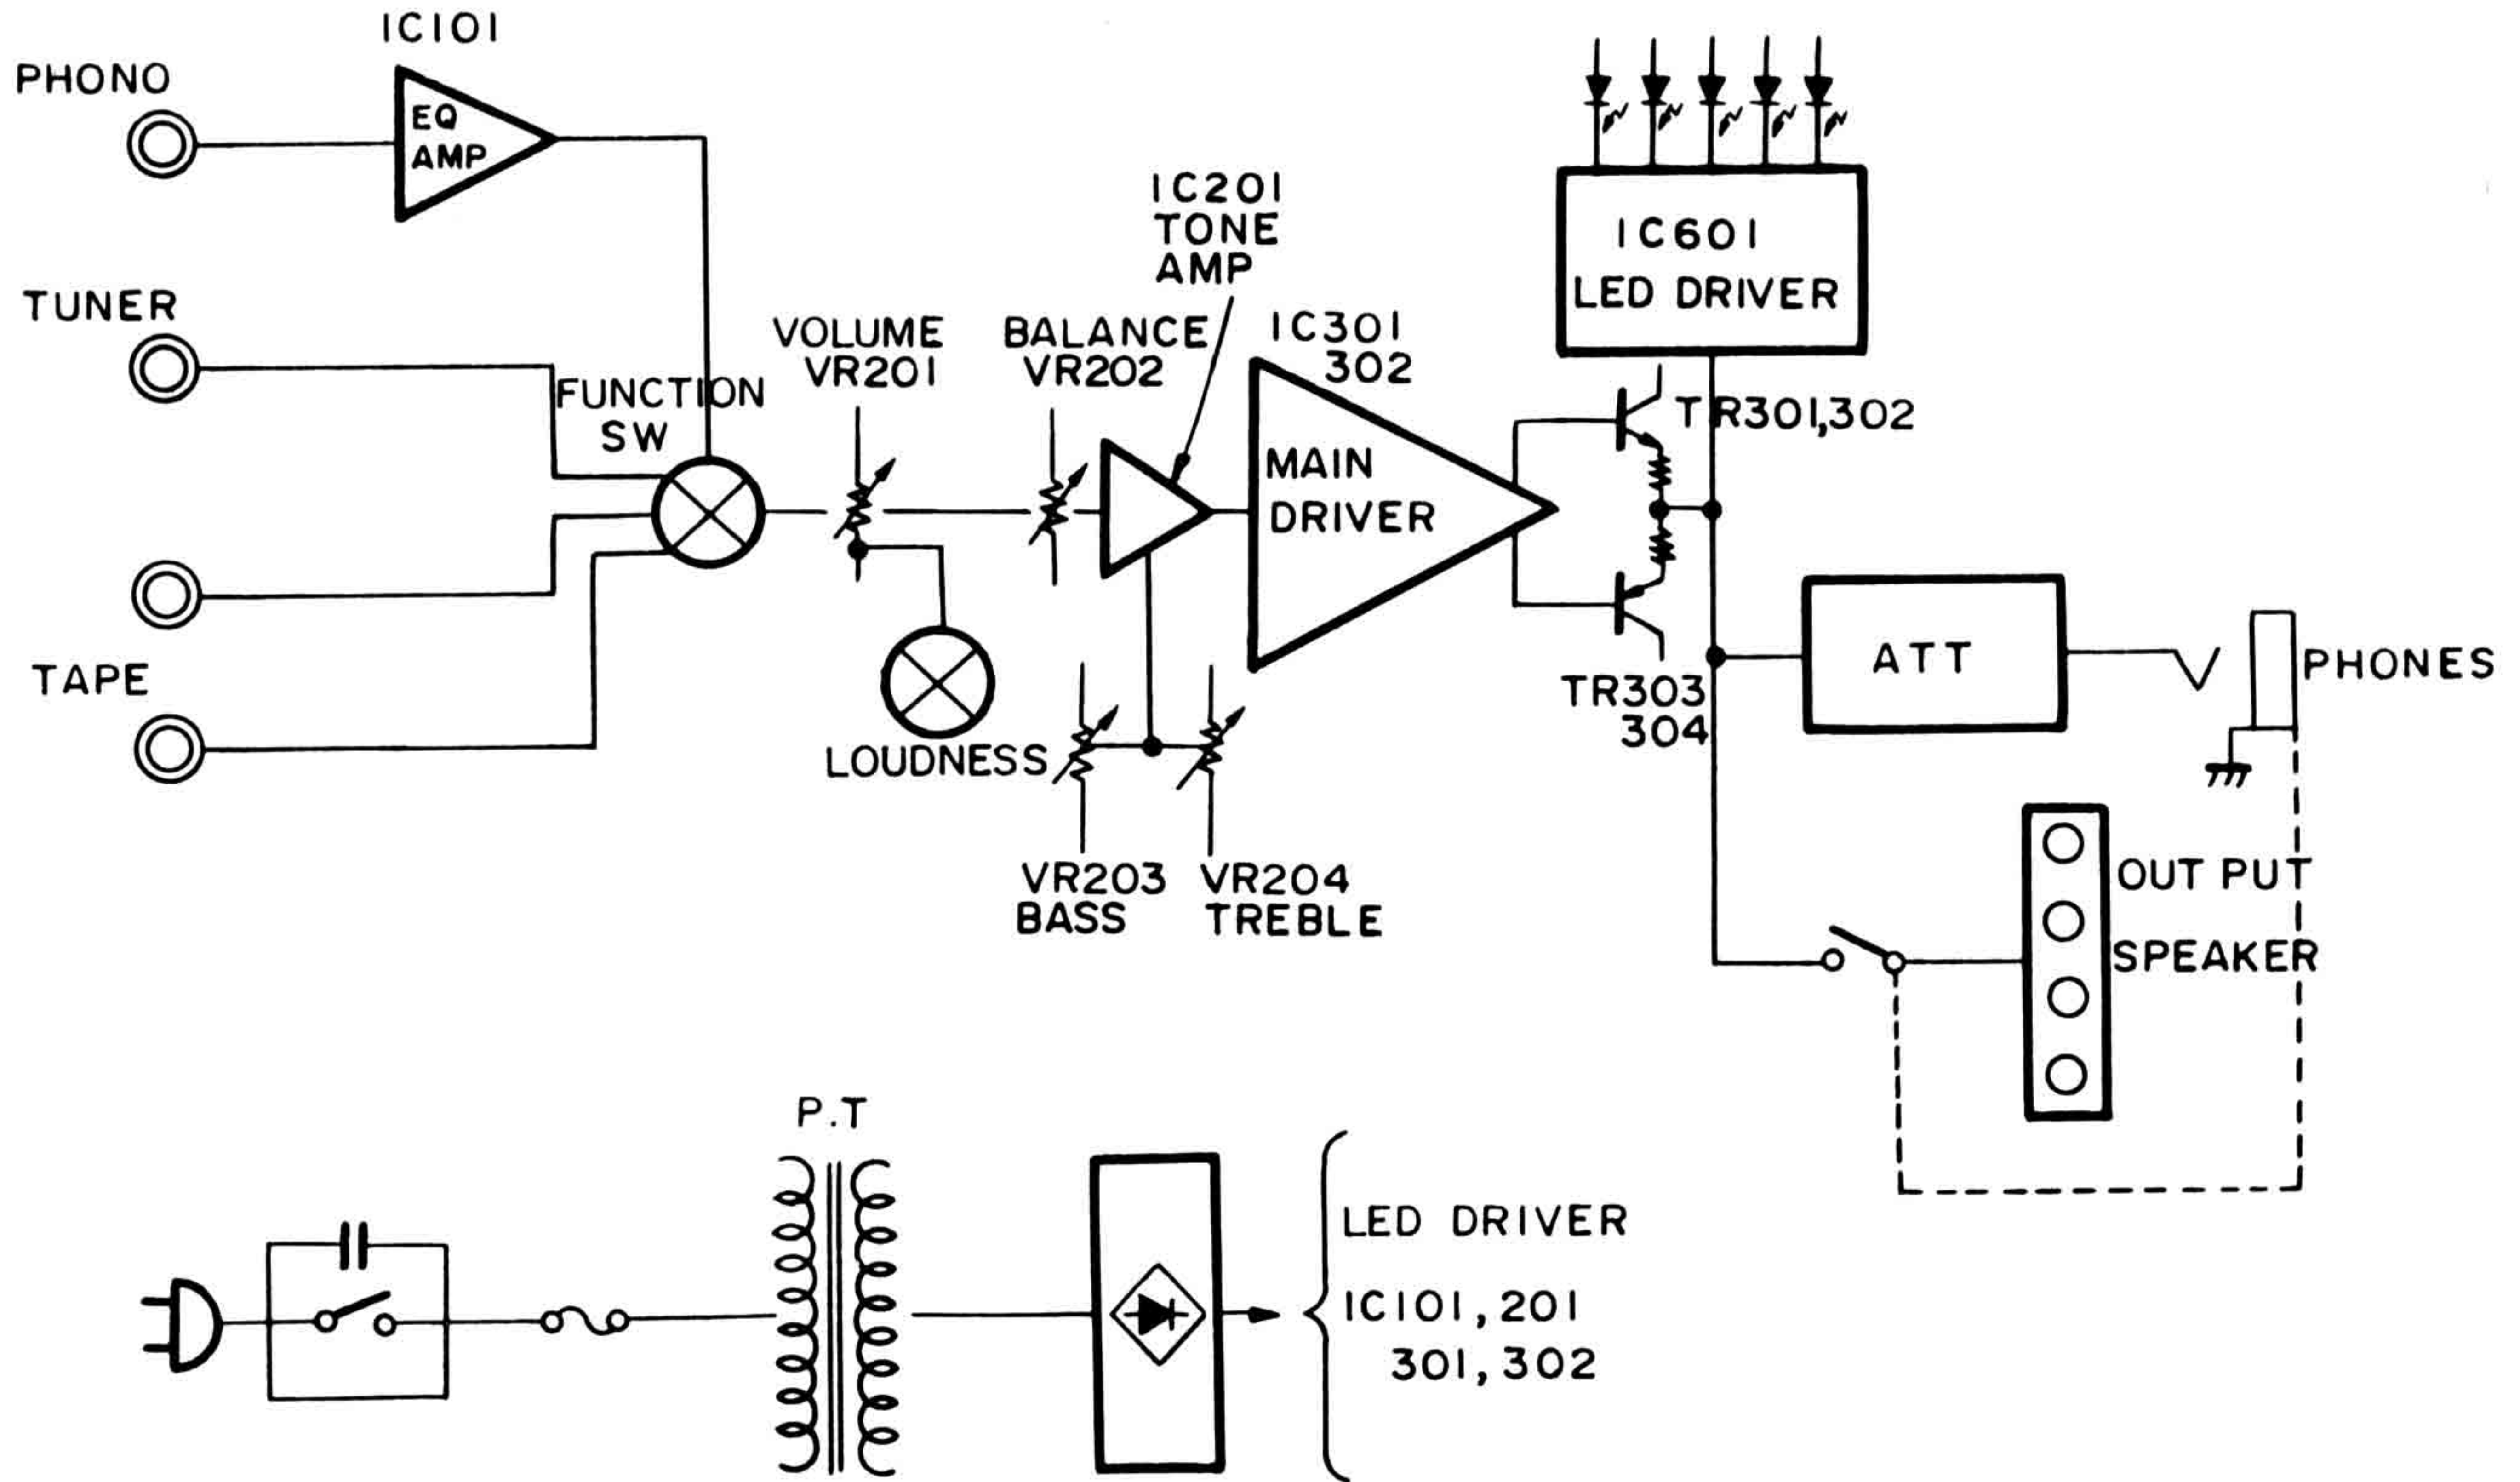 IC101
PHONO
EQ
AMP
TUNER
FUNCTION
SW
TAPE
VOLUME
VR201
BALANCE
VR202
IC201
TONE
AMP
LOUDNESS
VR203
BASS
VR204
TREBLE
IC301
302
MAIN
DRIVER
IC601
LED DRIVER
TR301,302
TR303
304
ATT
PHONES
OUT PUT
SPEAKER
P.T
LED DRIVER
IC101, 201
301, 302